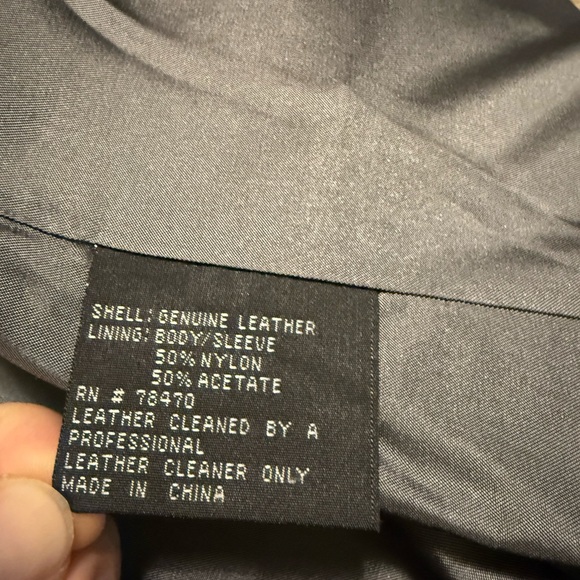 SHELL: GENUINE LEATHER
LINING: BODY/SLEEVE
50% NYLON
50% ACETATE
RN # 78470
LEATHER CLEANED BY A
PROFESSIONAL
LEATHER CLEANER ONLY
MADE IN CHINA